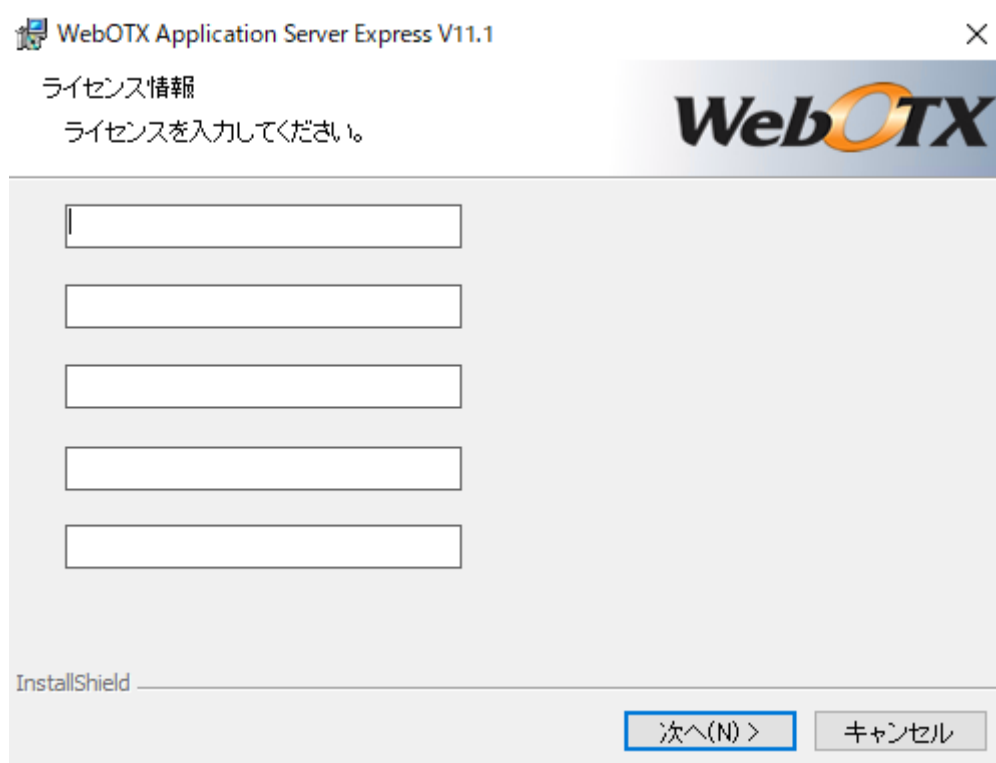 WebOTX Application Server Express V11.1
ライセンス情報
ライセンスを入力してください。
WebOTX
InstallShield
次へ(N) >
キャンセル